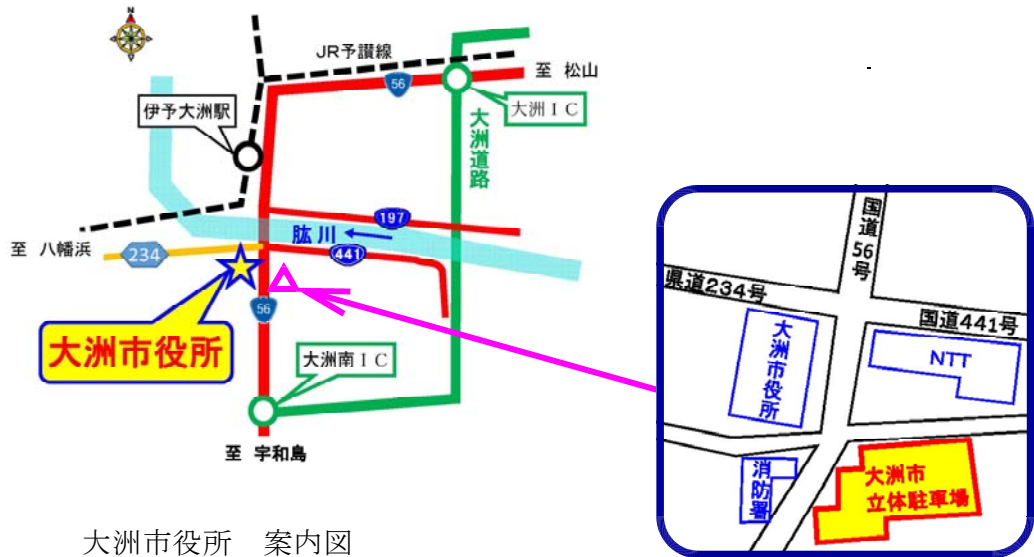 JR予讃線
56
至 松山
大洲ＩＣ
伊予大洲駅
大洲道路
197
肱川
441
至 八幡浜
234
56
大洲市役所
大洲南ＩＣ
至 宇和島
国道56号
県道234号
国道441号
大洲市役所
NTT
消防署
大洲市
立体駐車場
大洲市役所　案内図